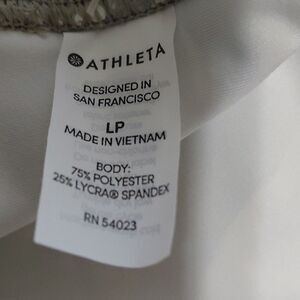 ATHLETA
DESIGNED IN
SAN FRANCISCO
LP
MADE IN VIETNAM
BODY:
75% POLYESTER
25% LYCRA® SPANDEX
RN 54023